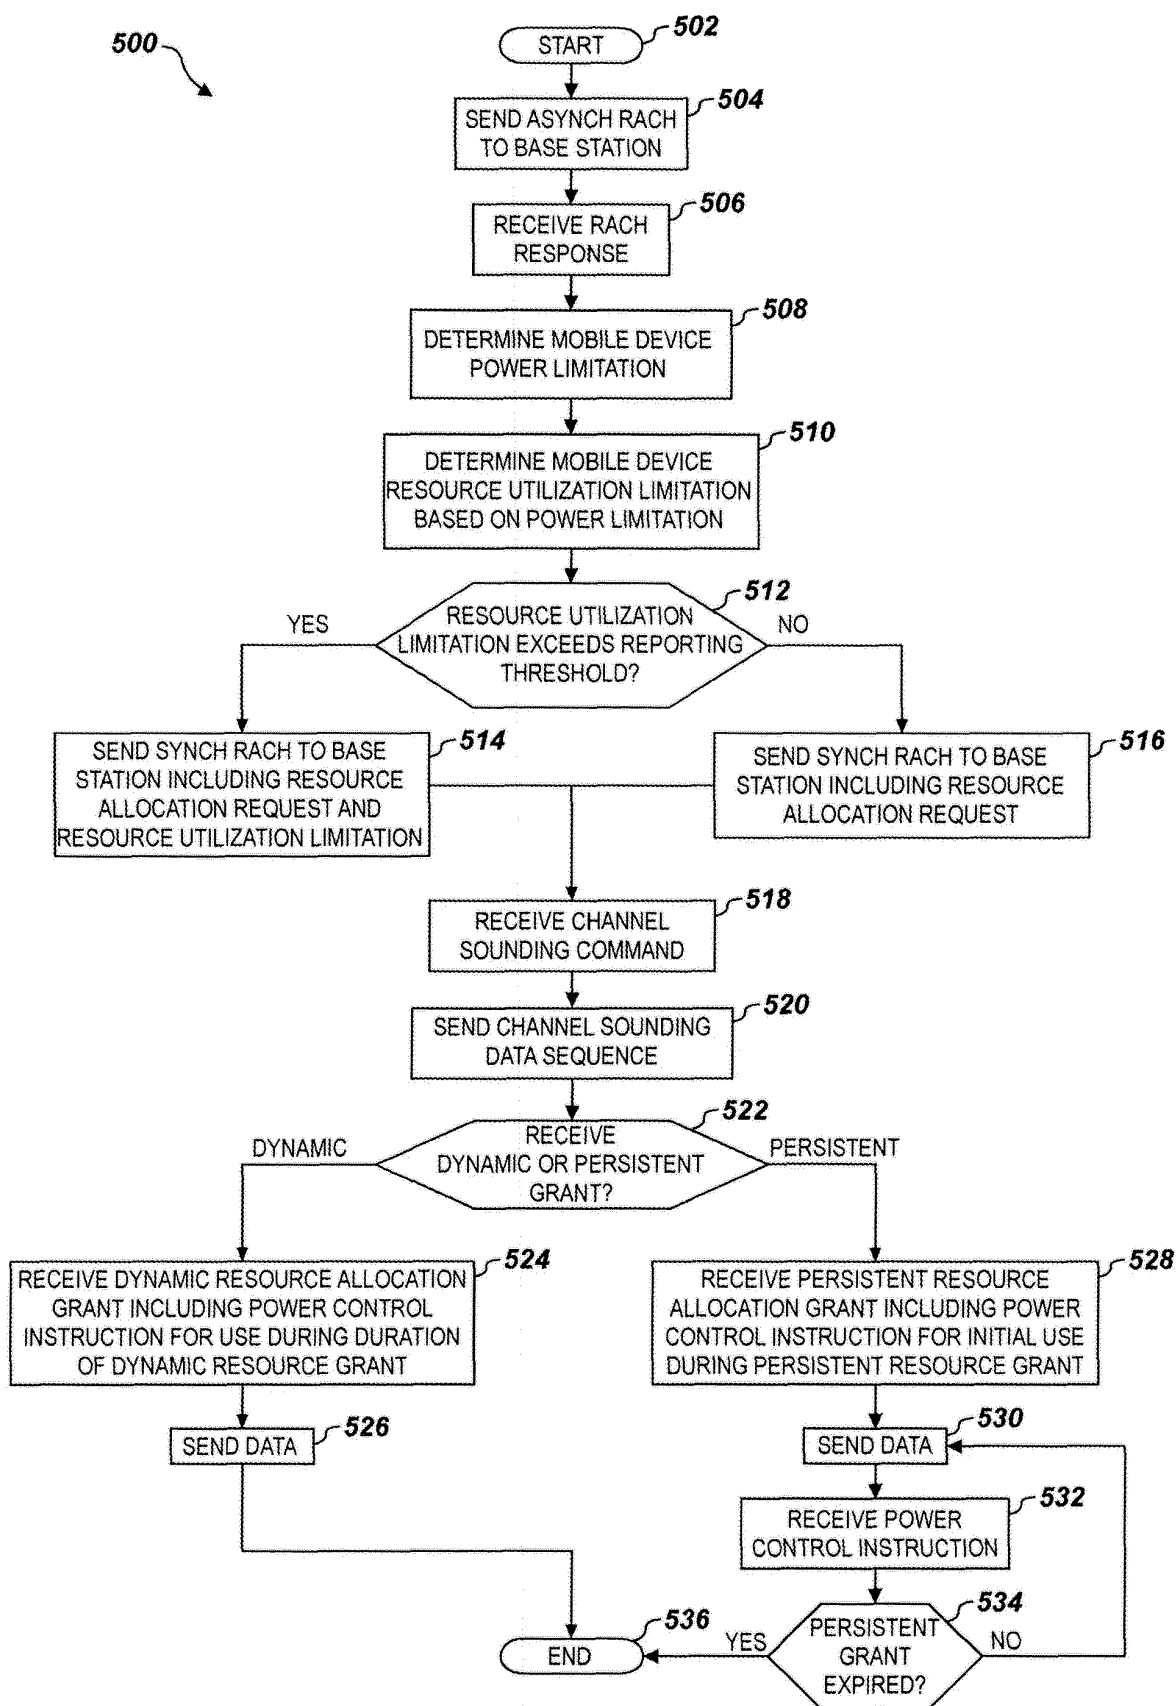 500
502
START
504
SEND ASYNCH RACH
TO BASE STATION
506
RECEIVE RACH
RESPONSE
508
DETERMINE MOBILE DEVICE
POWER LIMITATION
510
DETERMINE MOBILE DEVICE
RESOURCE UTILIZATION LIMITATION
BASED ON POWER LIMITATION
512
RESOURCE UTILIZATION
LIMITATION EXCEEDS REPORTING
THRESHOLD?
YES
NO
514
SEND SYNCH RACH TO BASE
STATION INCLUDING RESOURCE
ALLOCATION REQUEST AND
RESOURCE UTILIZATION LIMITATION
516
SEND SYNCH RACH TO BASE
STATION INCLUDING RESOURCE
ALLOCATION REQUEST
518
RECEIVE CHANNEL
SOUNDING COMMAND
520
SEND CHANNEL SOUNDING
DATA SEQUENCE
522
RECEIVE
DYNAMIC OR PERSISTENT
GRANT?
DYNAMIC
PERSISTENT
524
RECEIVE DYNAMIC RESOURCE ALLOCATION
GRANT INCLUDING POWER CONTROL
INSTRUCTION FOR USE DURING DURATION
OF DYNAMIC RESOURCE GRANT
528
RECEIVE PERSISTENT RESOURCE
ALLOCATION GRANT INCLUDING POWER
CONTROL INSTRUCTION FOR INITIAL USE
DURING PERSISTENT RESOURCE GRANT
526
SEND DATA
530
SEND DATA
532
RECEIVE POWER
CONTROL INSTRUCTION
534
PERSISTENT
GRANT
EXPIRED?
YES
NO
536
END